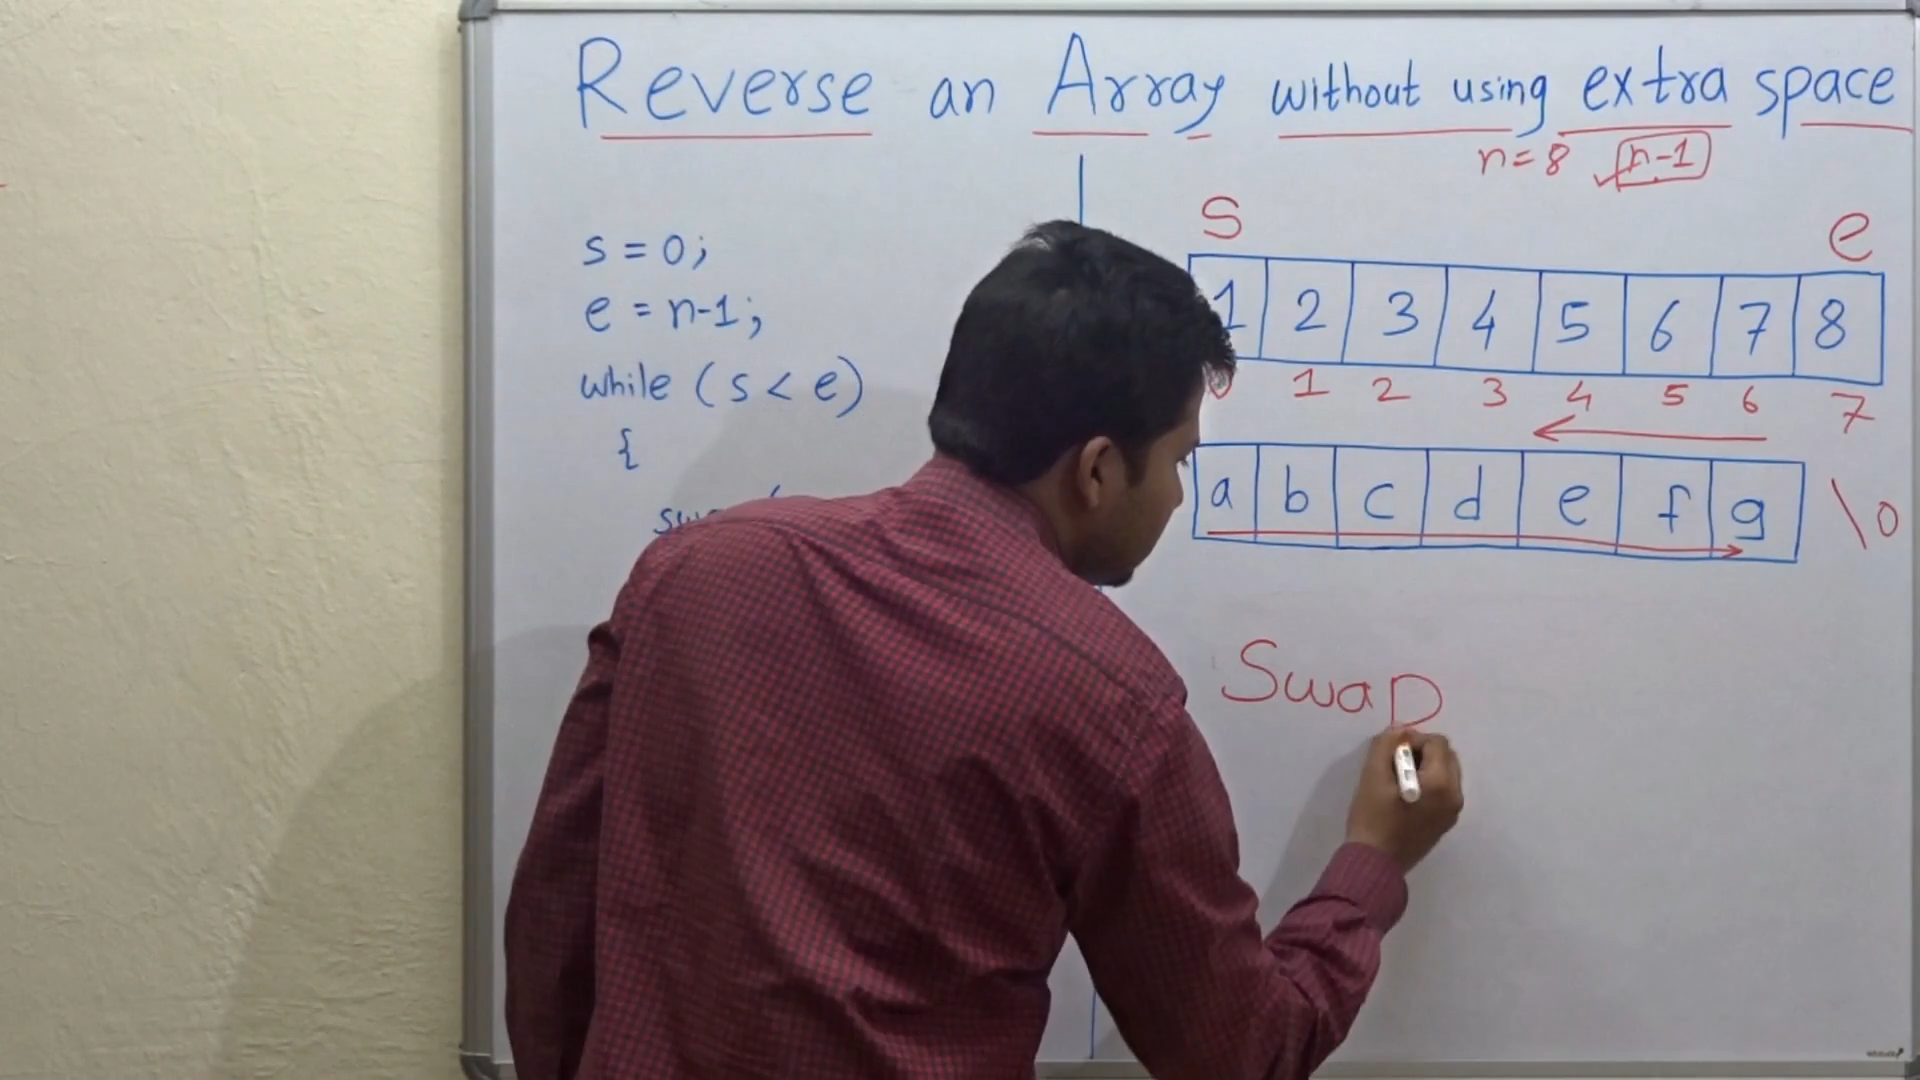 Reverse an Array without using extra space
n=8 n-1
s = 0;
e = n-1;
while (s < e)
{
S e
1 2 3 4 5 6 7 8
1 2 3 4 5 6 7
a b c d e f g \0
Swap